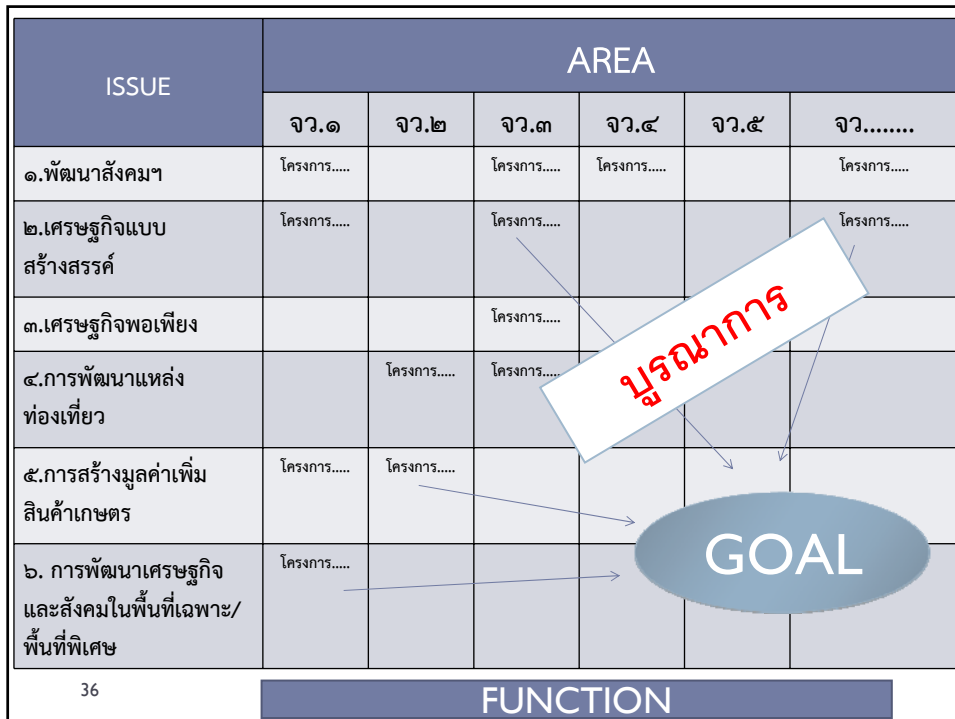 ISSUE
AREA
จว.๑ จว.๒ จว.๓ จว.๔ จว.๕ จว........
๑.พัฒนาสังคมฯ โครงการ..... โครงการ..... โครงการ..... โครงการ.....
๒.เศรษฐกิจแบบ โครงการ..... โครงการ..... โครงการ.....
สร้างสรรค์
๓.เศรษฐกิจพอเพียง โครงการ.....
๔.การพัฒนาแหล่ง โครงการ..... โครงการ.....
ท่องเที่ยว
บูรณาการ
๕.การสร้างมูลค่าเพิ่ม โครงการ..... โครงการ.....
สินค้าเกษตร
GOAL
๖. การพัฒนาเศรษฐกิจ โครงการ.....
และสังคมในพื้นที่เฉพาะ/
พื้นที่พิเศษ
36
FUNCTION